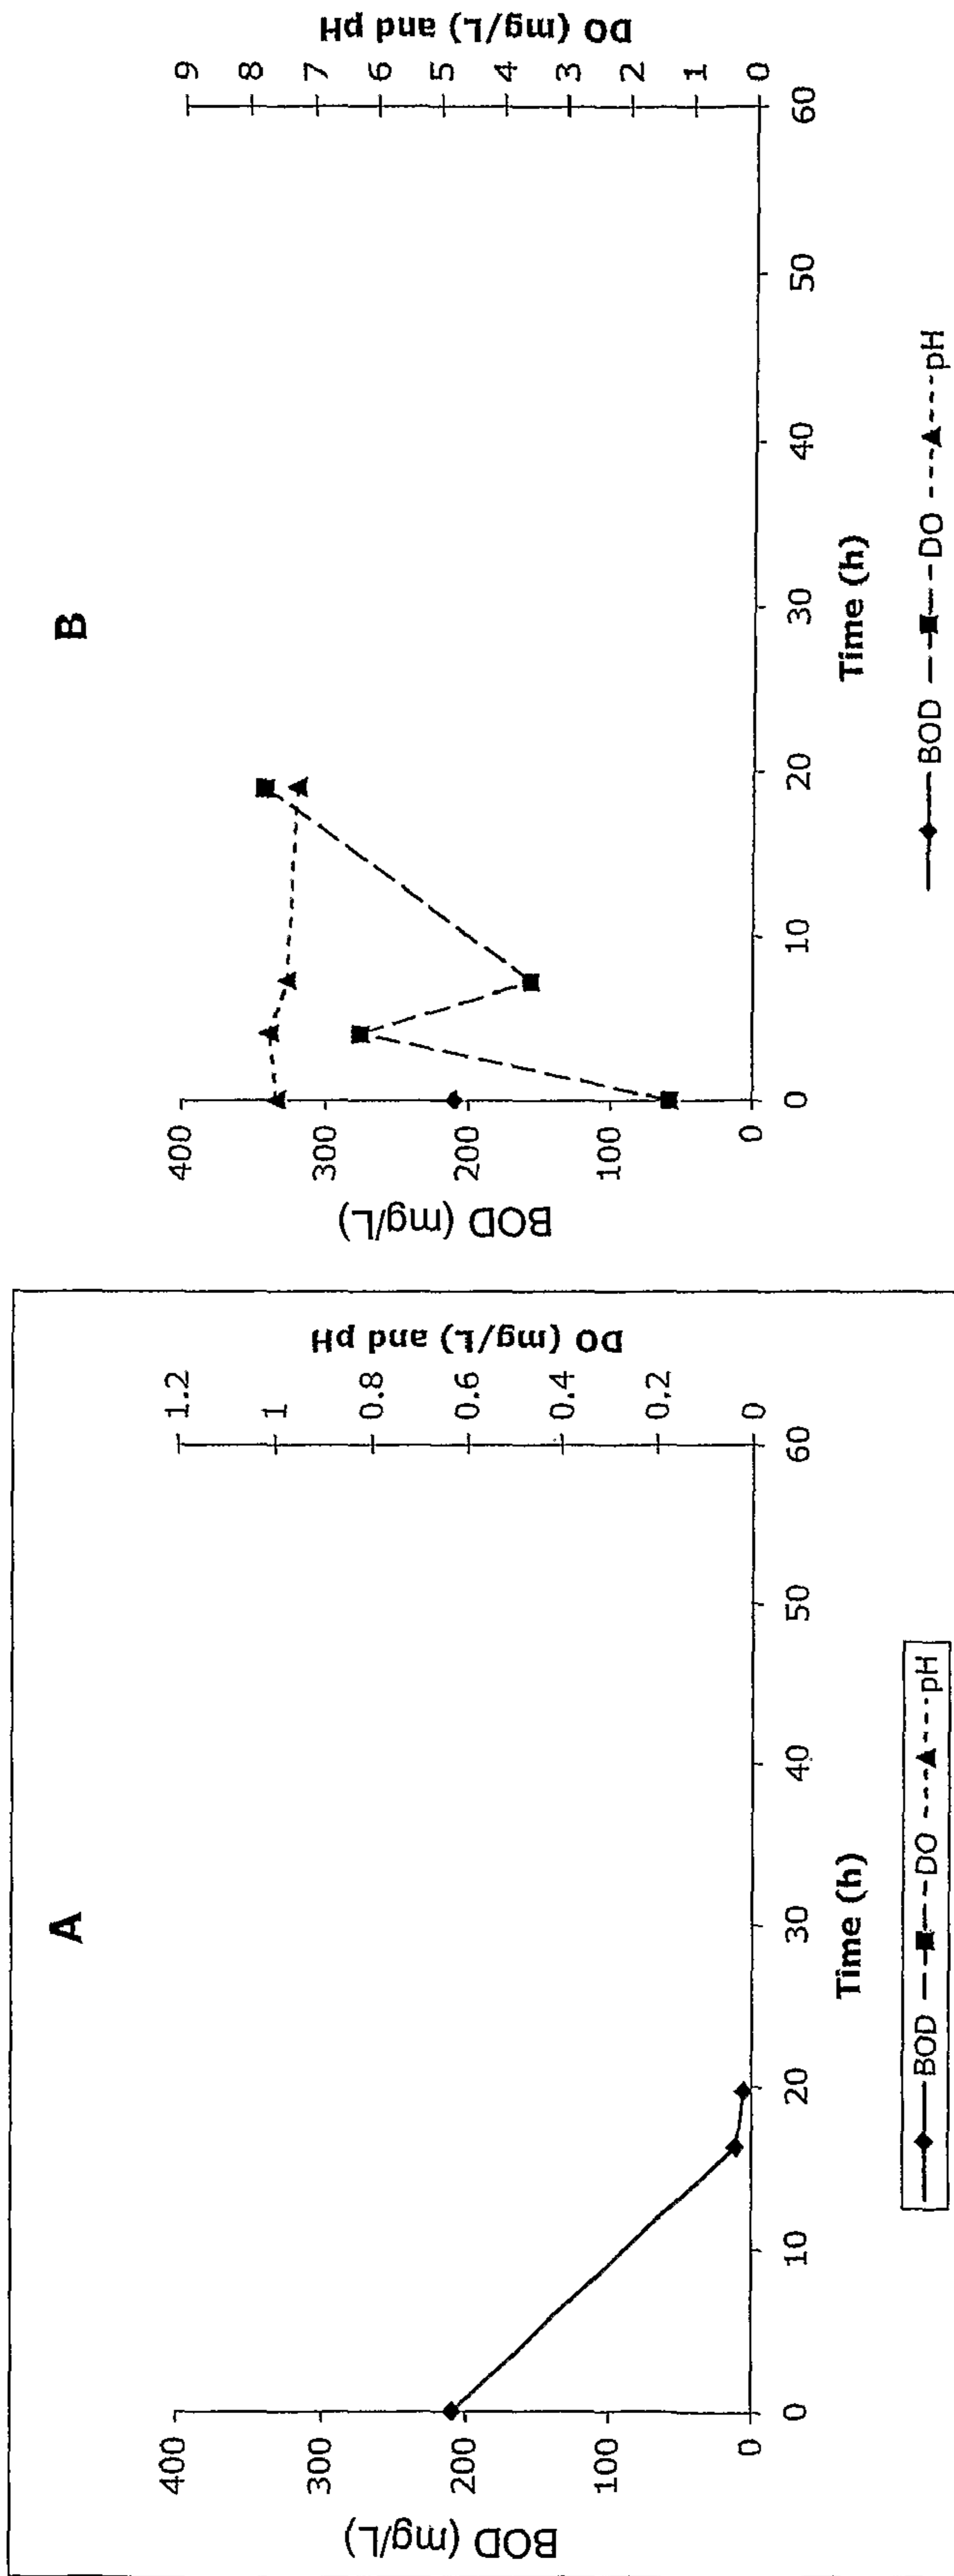 A
BOD (mg/L)
400
300
200
100
0
0 10 20 30 40 50 60
Time (h)
1.2
1
0.8
0.6
0.4
0.2
0
DO (mg/L) and pH
BOD DO pH
B
BOD (mg/L)
400
300
200
100
0
0 10 20 30 40 50 60
Time (h)
9
8
7
6
5
4
3
2
1
0
DO (mg/L) and pH
BOD DO pH